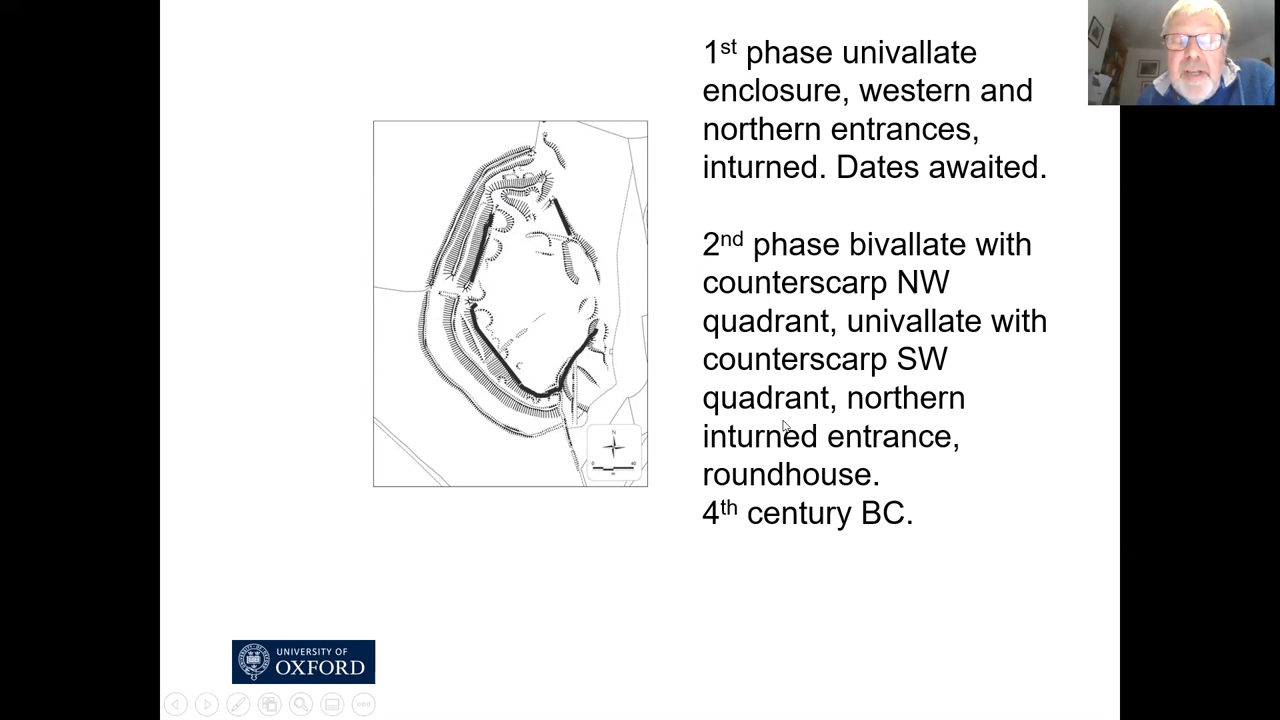 1st phase univallate
enclosure, western and
northern entrances,
inturned. Dates awaited.
2nd phase bivallate with
counterscarp NW
quadrant, univallate with
counterscarp SW
quadrant, northern
inturned entrance,
roundhouse.
4th century BC.
N
UNIVERSITY OF
OXFORD